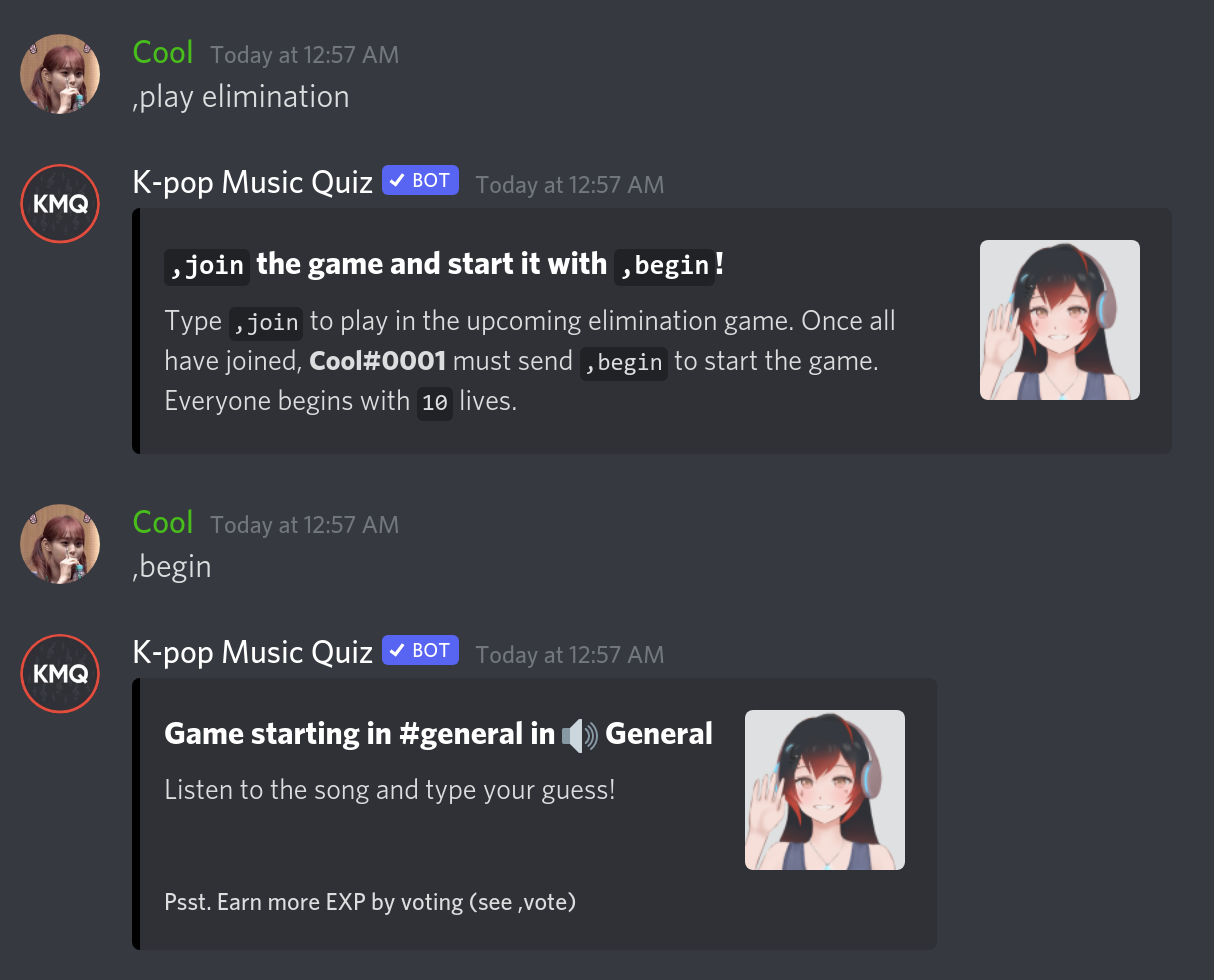 Cool Today at 12:57 AM
,play elimination
K-pop Music Quiz ✓ BOT Today at 12:57 AM
KMQ
,join the game and start it with ,begin!
Type ,join to play in the upcoming elimination game. Once all
have joined, Cool#0001 must send ,begin to start the game.
Everyone begins with 10 lives.
Cool Today at 12:57 AM
,begin
K-pop Music Quiz ✓ BOT Today at 12:57 AM
KMQ
Game starting in #general in 🔊 General
Listen to the song and type your guess!
Psst. Earn more EXP by voting (see ,vote)